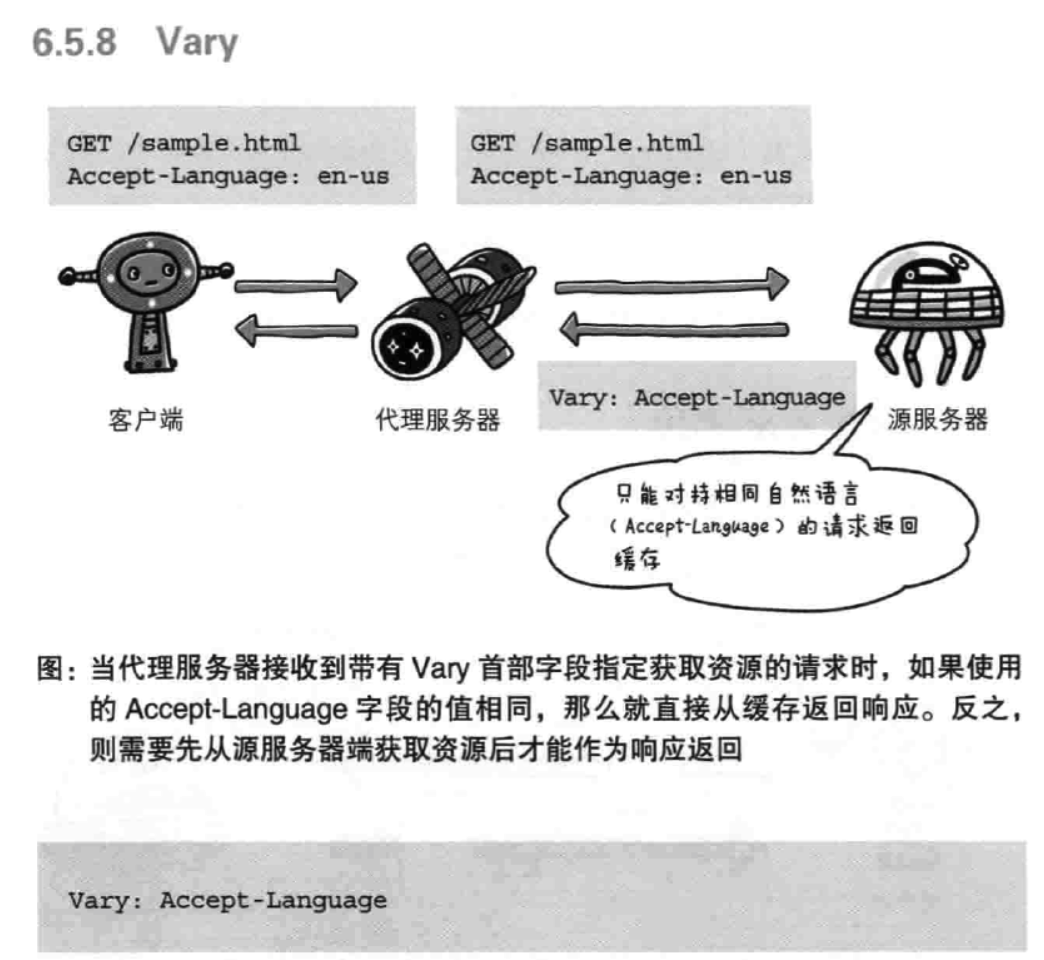 6.5.8 Vary
GET /sample.html
Accept-Language: en-us
GET /sample.html
Accept-Language: en-us
客户端
代理服务器
Vary: Accept-Language
源服务器
只能对持相同自然语言
（Accept-Language）的请求返回
缓存
图：当代理服务器接收到带有 Vary 首部字段指定获取资源的请求时，如果使用
的 Accept-Language 字段的值相同，那么就直接从缓存返回响应。反之，
则需要先从源服务器端获取资源后才能作为响应返回
Vary: Accept-Language